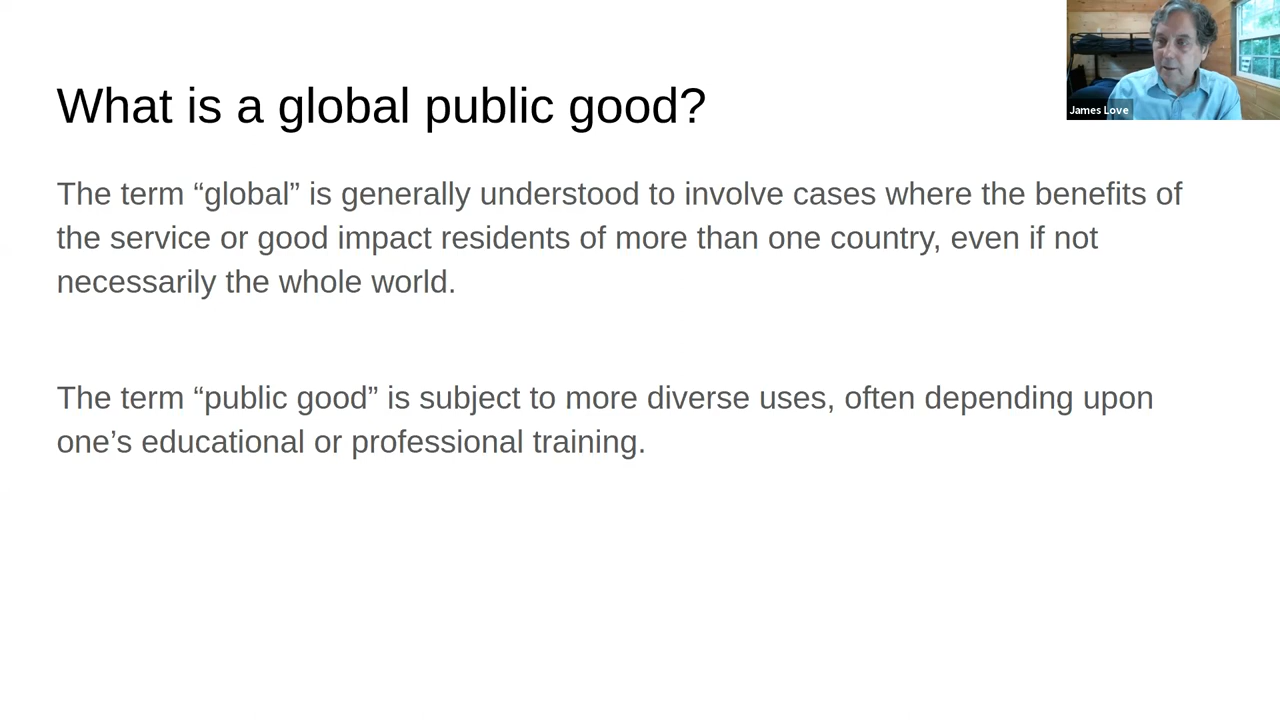 What is a global public good?
James Love
The term “global” is generally understood to involve cases where the benefits of
the service or good impact residents of more than one country, even if not
necessarily the whole world.
The term “public good” is subject to more diverse uses, often depending upon
one’s educational or professional training.